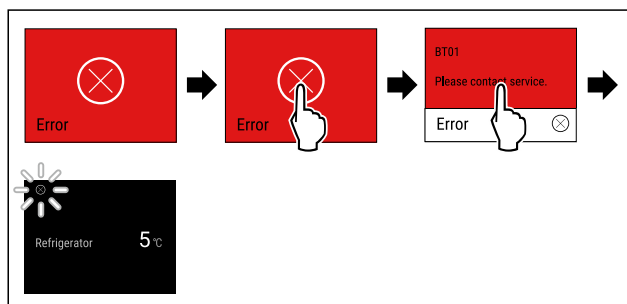 Error
Error
BT01
Please contact service.
Error
Refrigerator 5 °C